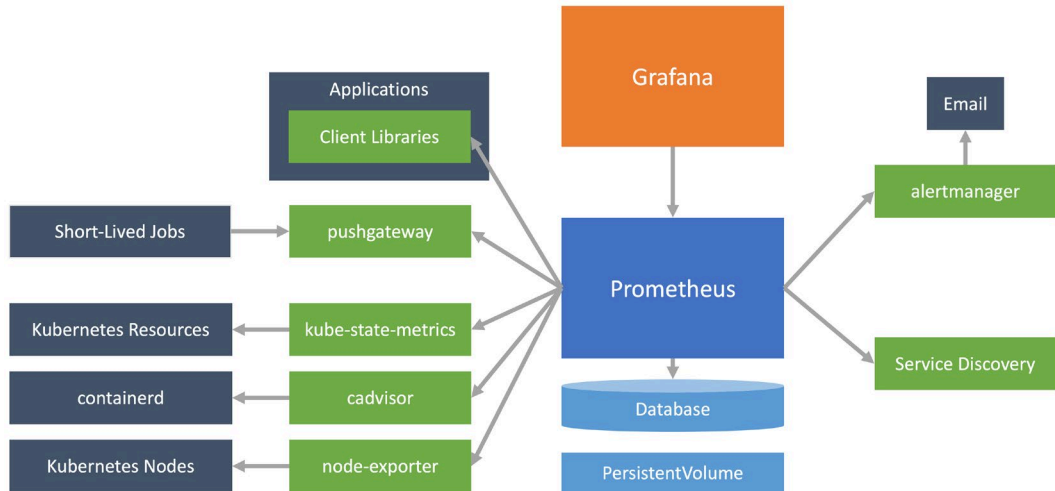 Applications
Client Libraries
Grafana
Email
alertmanager
Short-Lived Jobs
pushgateway
Prometheus
Kubernetes Resources
kube-state-metrics
Service Discovery
containerd
cadvisor
Database
Kubernetes Nodes
node-exporter
PersistentVolume